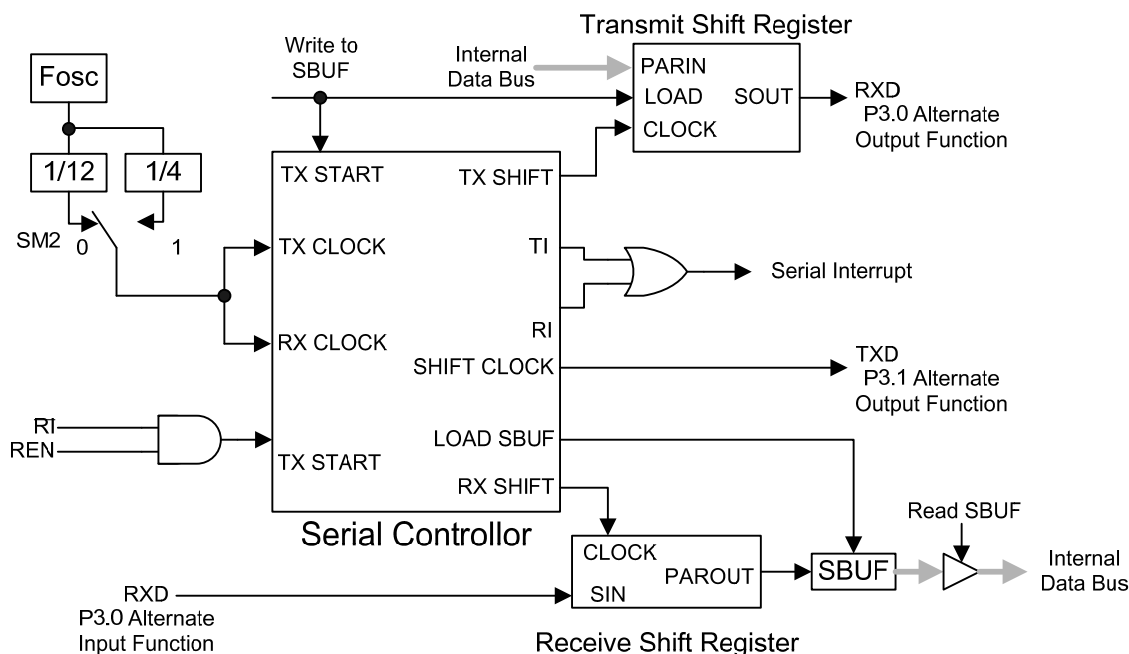 Transmit Shift Register
Write to
SBUF
Internal
Data Bus
PARIN
LOAD
SOUT
CLOCK
RXD
P3.0 Alternate
Output Function
Fosc
1/12
1/4
SM2
0
1
TX START
TX SHIFT
TX CLOCK
TI
Serial Interrupt
RI
RX CLOCK
SHIFT CLOCK
TXD
P3.1 Alternate
Output Function
RI
REN
LOAD SBUF
TX START
RX SHIFT
Serial Controllor
Read SBUF
CLOCK
PAROUT
SIN
SBUF
Internal
Data Bus
RXD
P3.0 Alternate
Input Function
Receive Shift Register